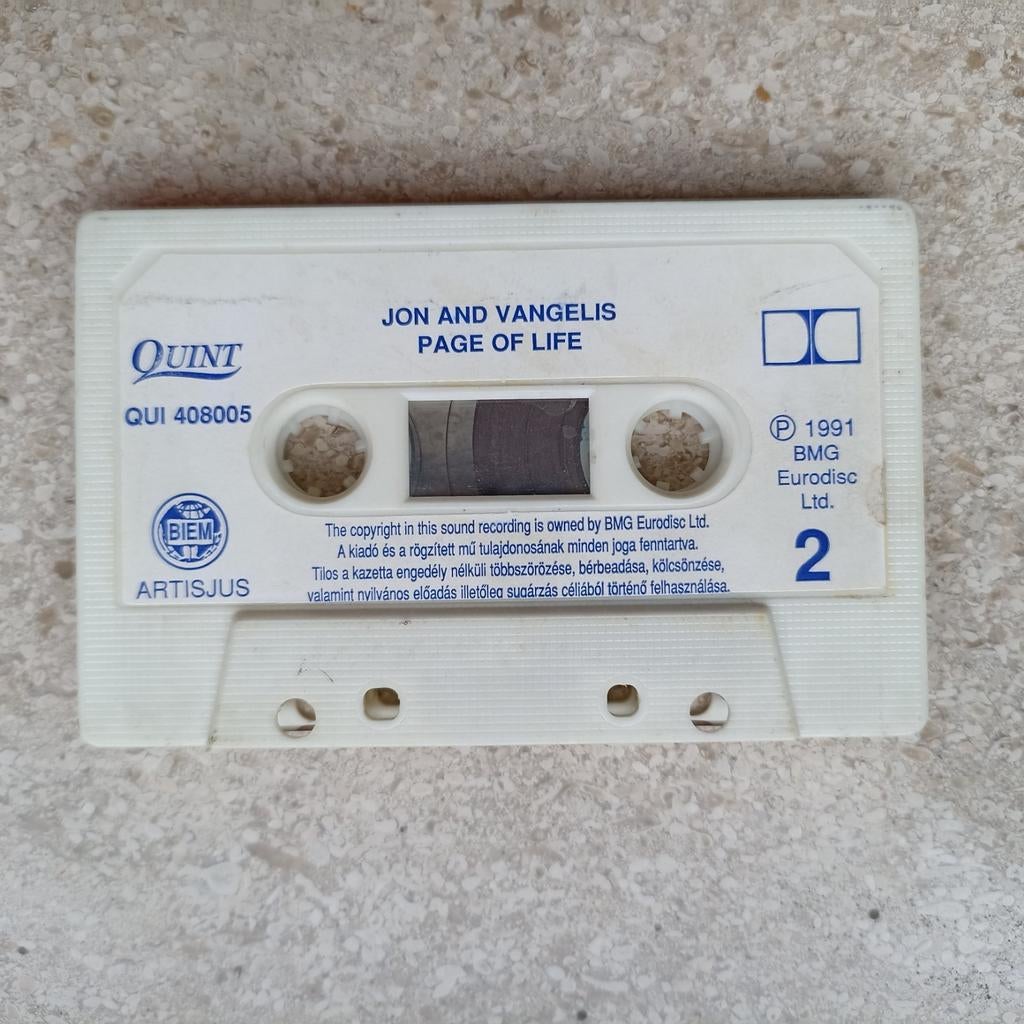 JON AND VANGELIS
PAGE OF LIFE
QUINT
QUI 408005
Ⓟ 1991
BMG
Eurodisc
Ltd.
2
BIEM
ARTISJUS
The copyright in this sound recording is owned by BMG Eurodisc Ltd.
A kiadó és a rögzített mű tulajdonosának minden joga fenntartva.
Tilos a kazetta engedély nélküli többszörözése, bérbeadása, kölcsönzése,
valamint nyilvános előadás illetőleg sugárzás céljából történő felhasználása.